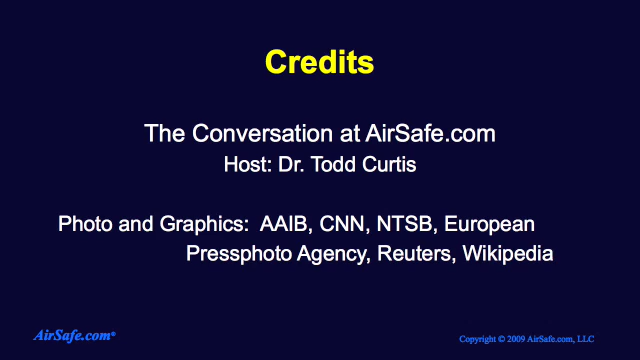 Credits
The Conversation at AirSafe.com
Host: Dr. Todd Curtis
Photo and Graphics: AAIB, CNN, NTSB, European
Pressphoto Agency, Reuters, Wikipedia
AirSafe.com®
Copyright © 2009 AirSafe.com, LLC